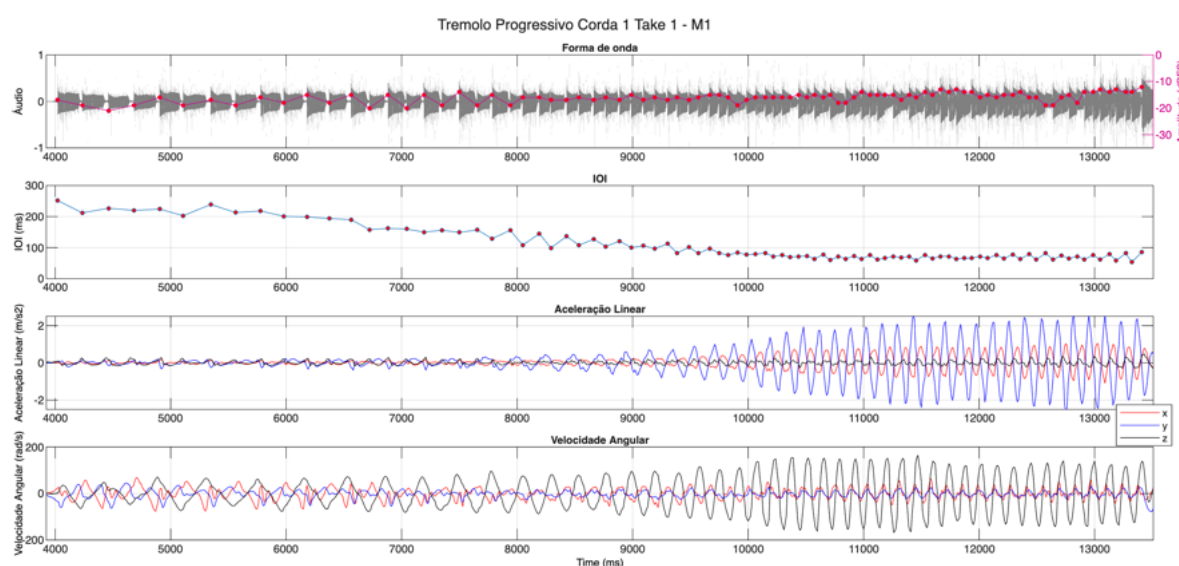 Tremolo Progressivo Corda 1 Take 1 - M1
Forma de onda
Áudio
1
0
-1
0
-10
-20
-30
4000 5000 6000 7000 8000 9000 10000 11000 12000 13000
IOI
IOI (ms)
300
200
100
0
4000 5000 6000 7000 8000 9000 10000 11000 12000 13000
Aceleração Linear
Aceleração Linear (m/s2)
2
0
-2
4000 5000 6000 7000 8000 9000 10000 11000 12000 13000
x
y
z
Velocidade Angular
Velocidade Angular (rad/s)
200
0
-200
4000 5000 6000 7000 8000 9000 10000 11000 12000 13000
Time (ms)